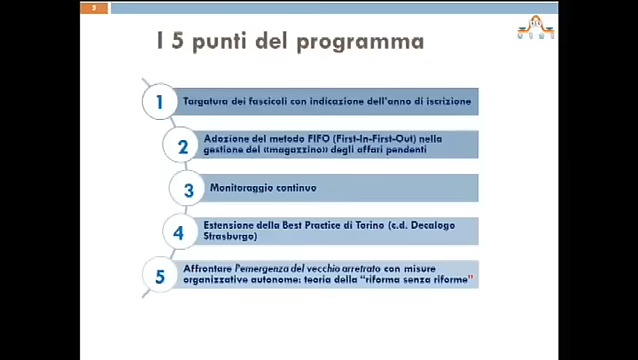 I 5 punti del programma
1
Targatura dei fascicoli con indicazione dell'anno di iscrizione
2
Adozione del metodo FIFO (First-In-First-Out) nella
gestione del «magazzino» degli affari pendenti
3
Monitoraggio continuo
4
Estensione della Best Practice di Torino (c.d. Decalogo
Strasburgo)
5
Affrontare l'emergenza del vecchio arretrato con misure
organizzative autonome: teoria della "riforma senza riforme"